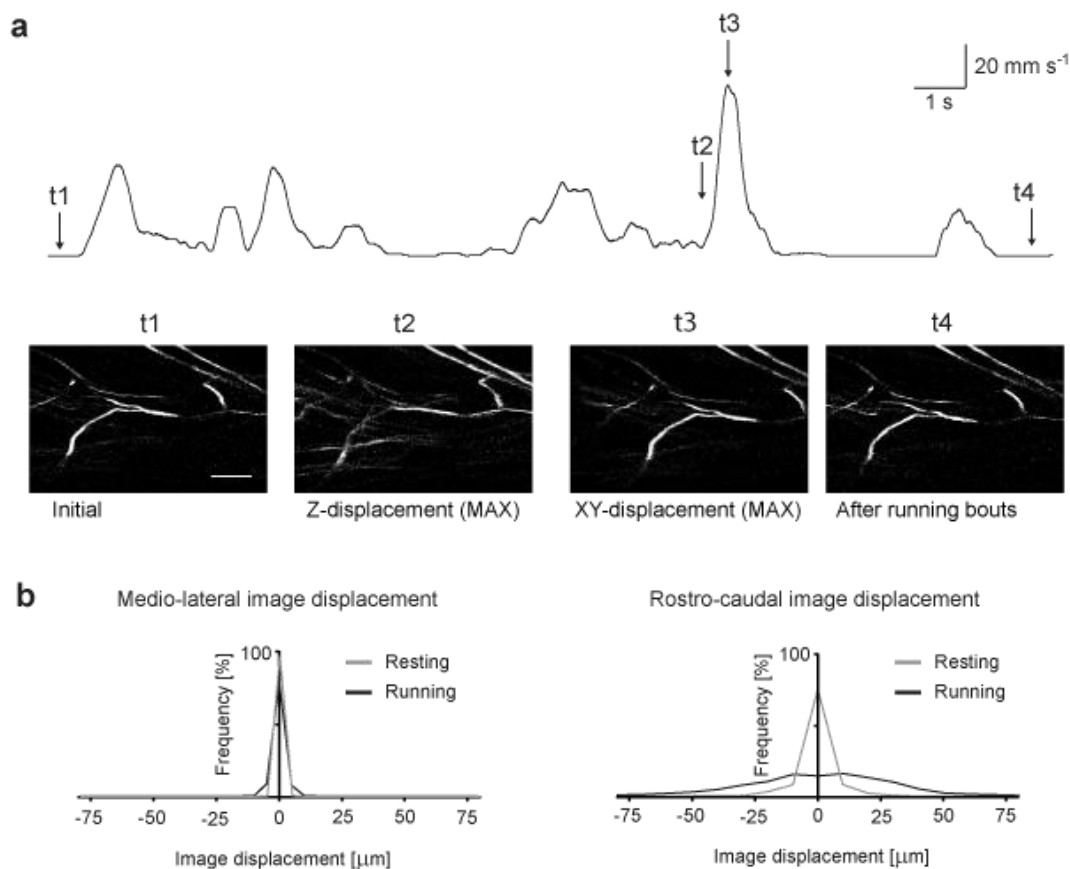 a
t3
20 mm s⁻¹
1 s
t2
t1
t4
t1 t2 t3 t4
Initial Z-displacement (MAX) XY-displacement (MAX) After running bouts
b
Medio-lateral image displacement
100
Frequency [%]
Resting
Running
-75 -50 -25 0 25 50 75
Image displacement [μm]
Rostro-caudal image displacement
100
Frequency [%]
Resting
Running
-75 -50 -25 0 25 50 75
Image displacement [μm]